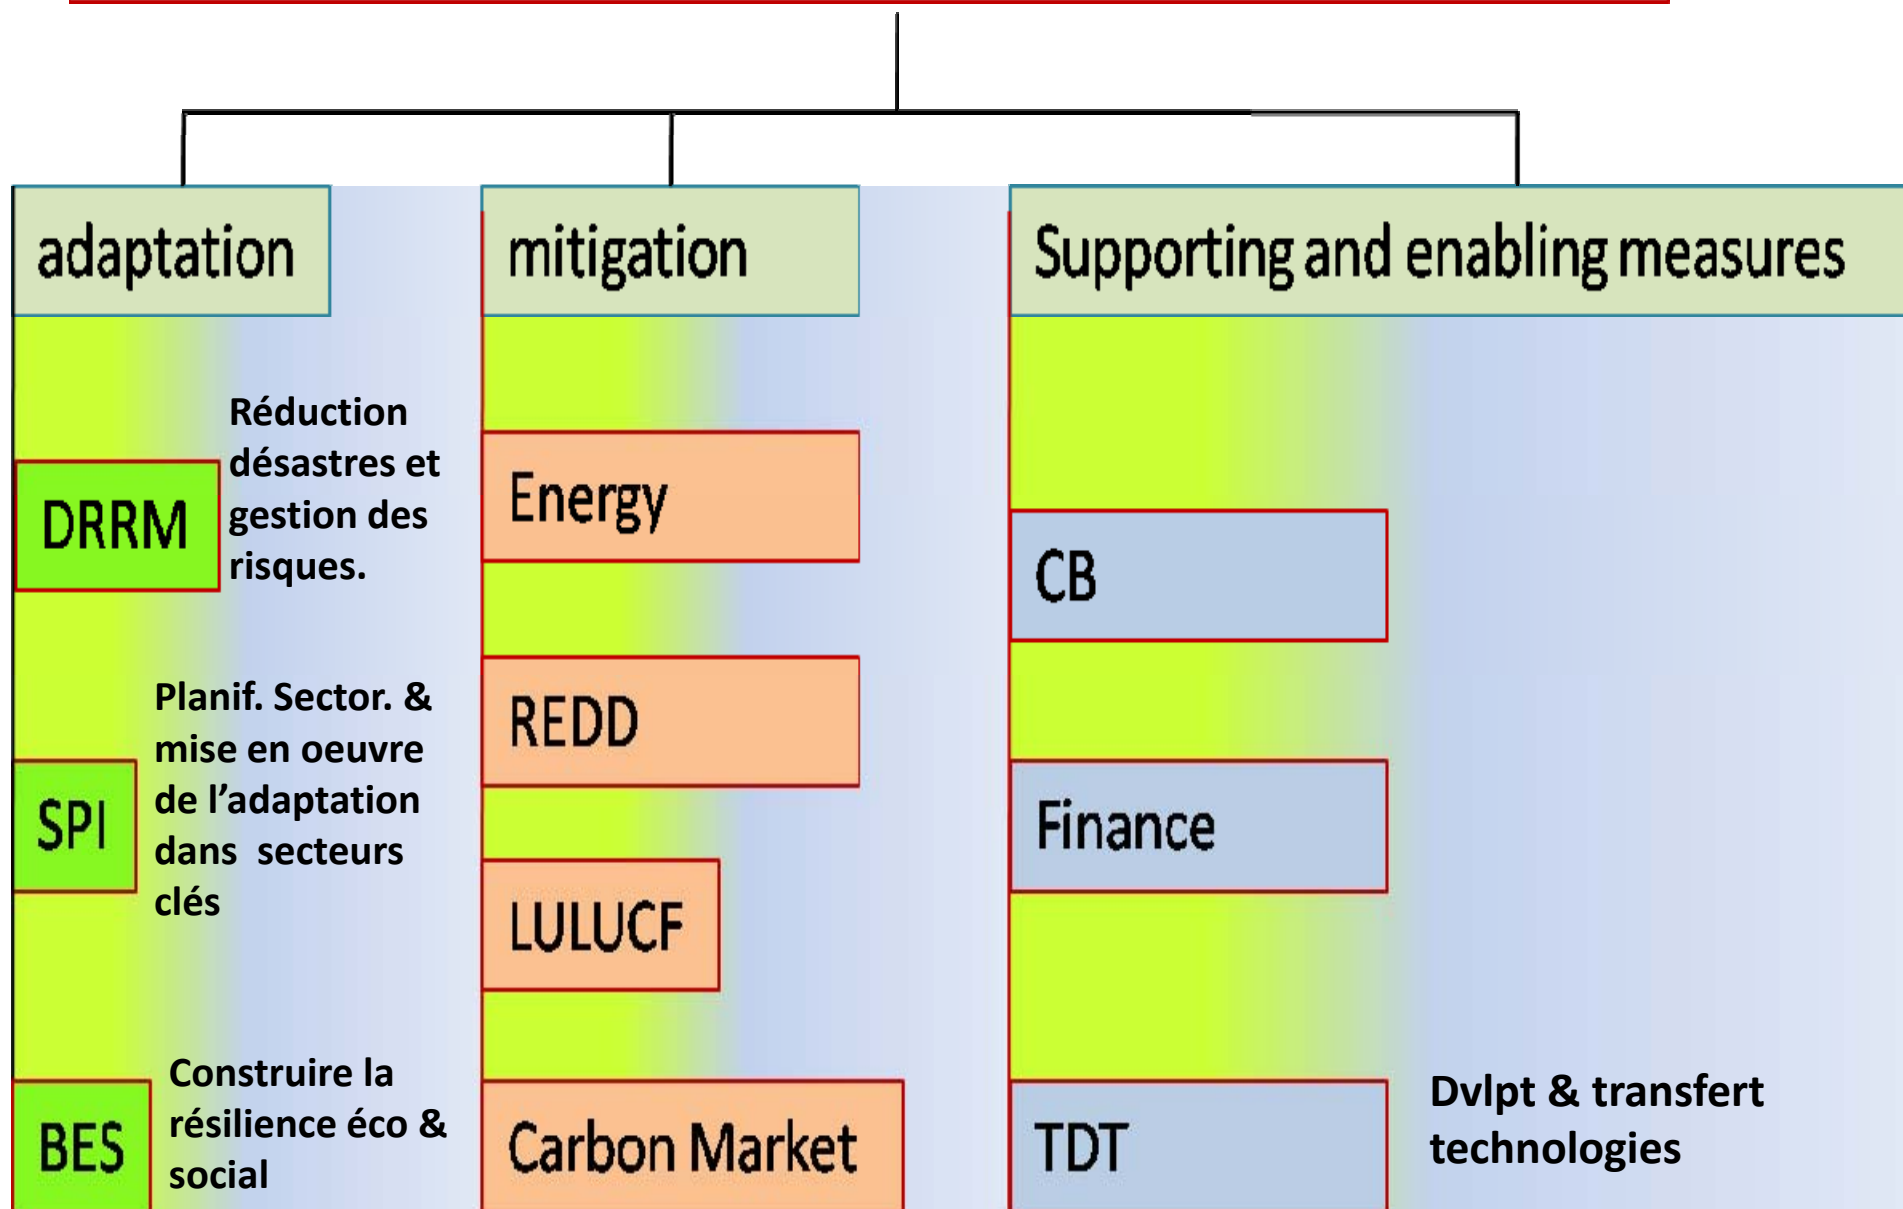 adaptation
DRRM
Réduction
désastres et
gestion des
risques.
SPI
Planif. Sector. &
mise en oeuvre
de l’adaptation
dans secteurs
clés
BES
Construire la
résilience éco &
social
mitigation
Energy
REDD
LULUCF
Carbon Market
Supporting and enabling measures
CB
Finance
TDT
Dvlpt & transfert
technologies